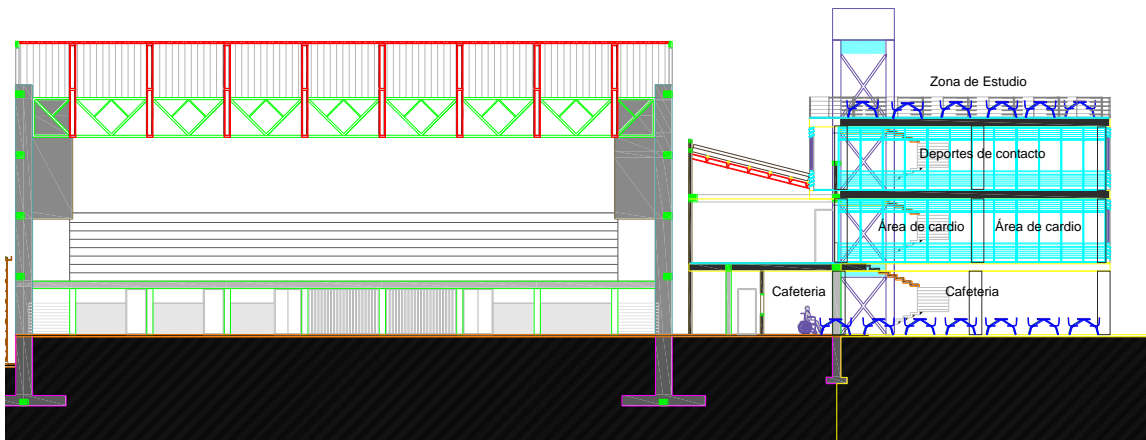 Zona de Estudio
Deportes de contacto
Área de cardio
Área de cardio
Cafeteria
Cafeteria